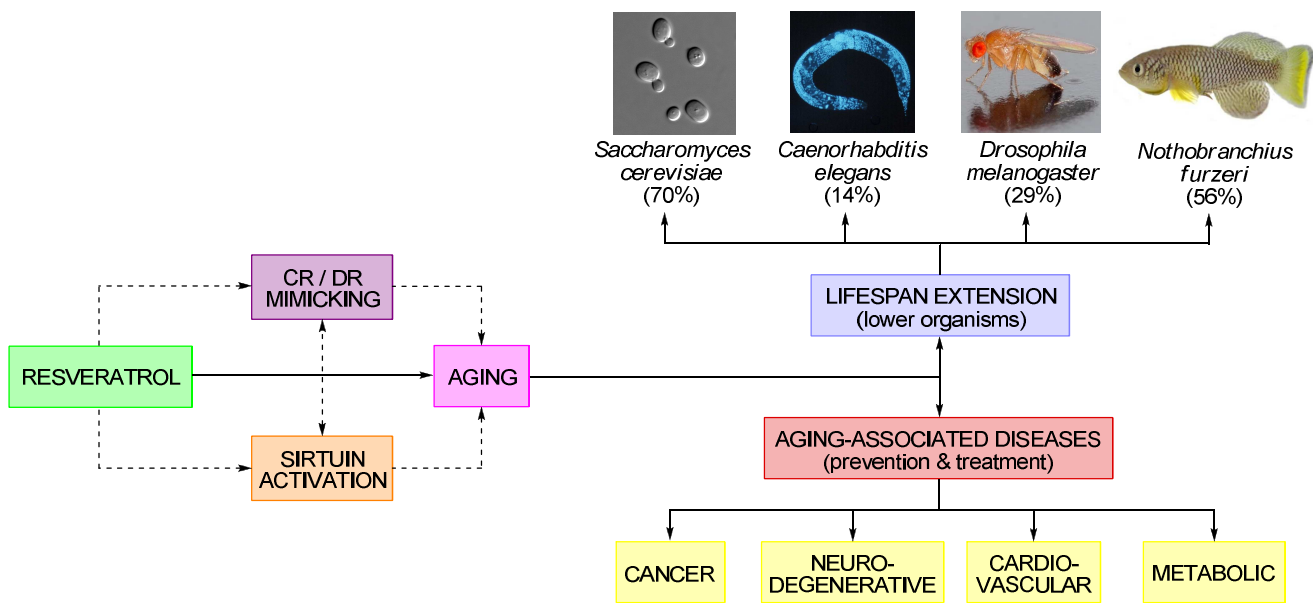 Saccharomyces
cerevisiae
(70%)
Caenorhabditis
elegans
(14%)
Drosophila
melanogaster
(29%)
Nothobranchius
furzeri
(56%)
CR / DR
MIMICKING
LIFESPAN EXTENSION
(lower organisms)
RESVERATROL
AGING
SIRTUIN
ACTIVATION
AGING-ASSOCIATED DISEASES
(prevention & treatment)
CANCER
NEURO-
DEGENERATIVE
CARDIO-
VASCULAR
METABOLIC